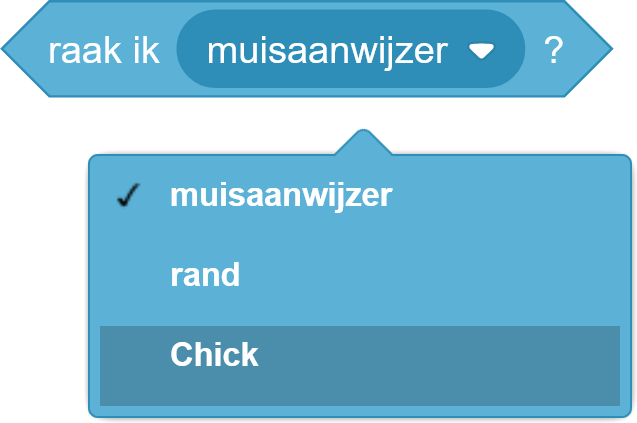 raak ik muisaanwijzer ?
muisaanwijzer
rand
Chick